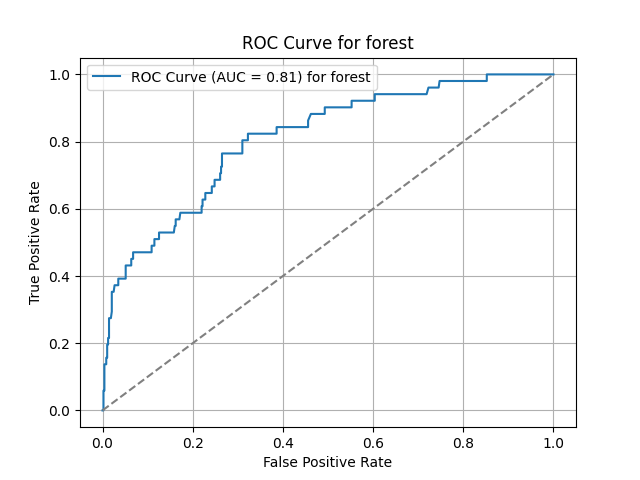 ROC Curve for forest
ROC Curve (AUC = 0.81) for forest
True Positive Rate
1.0
0.8
0.6
0.4
0.2
0.0
0.0 0.2 0.4 0.6 0.8 1.0
False Positive Rate